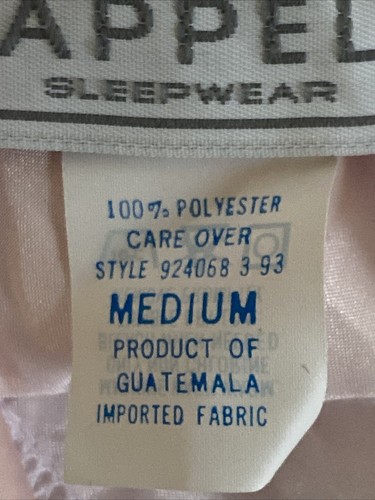 APPEL
SLEEPWEAR
100% POLYESTER
CARE OVER
STYLE 924068 3 93
MEDIUM
PRODUCT OF
GUATEMALA
IMPORTED FABRIC